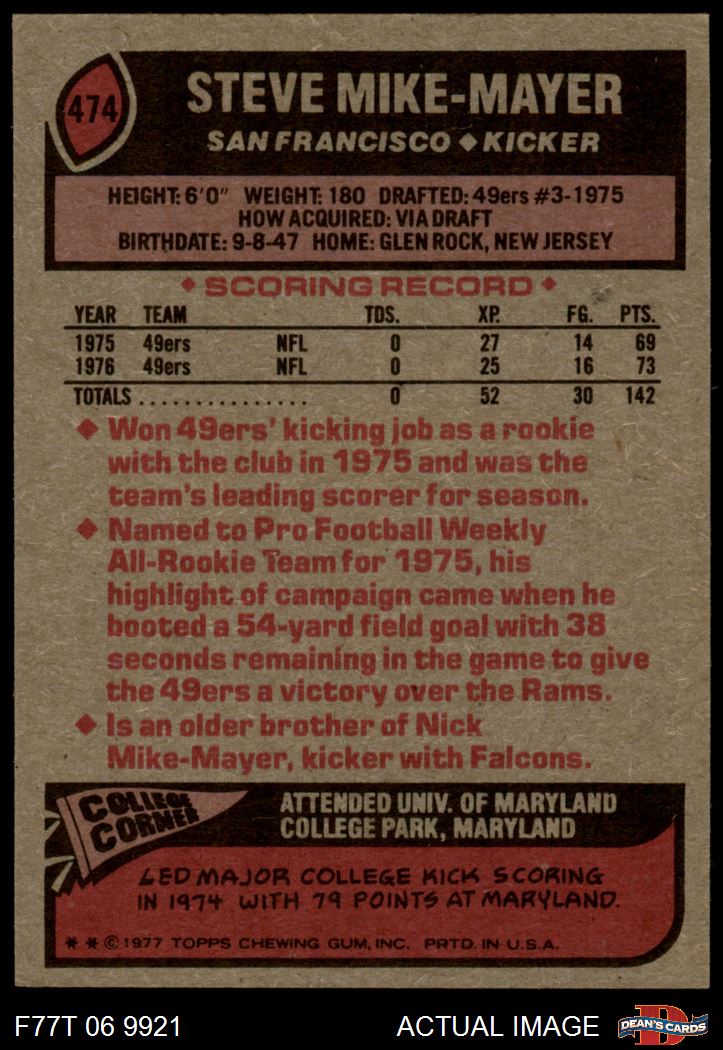 474
STEVE MIKE-MAYER
SAN FRANCISCO ◆ KICKER
HEIGHT: 6'0" WEIGHT: 180 DRAFTED: 49ers #3-1975
HOW ACQUIRED: VIA DRAFT
BIRTHDATE: 9-8-47 HOME: GLEN ROCK, NEW JERSEY
◆ SCORING RECORD ◆
YEAR TEAM TDS. XP. FG. PTS.
1975 49ers NFL 0 27 14 69
1976 49ers NFL 0 25 16 73
TOTALS ................ 0 52 30 142
◆ Won 49ers' kicking job as a rookie
with the club in 1975 and was the
team's leading scorer for season.
◆ Named to Pro Football Weekly
All-Rookie Team for 1975, his
highlight of campaign came when he
booted a 54-yard field goal with 38
seconds remaining in the game to give
the 49ers a victory over the Rams.
◆ Is an older brother of Nick
Mike-Mayer, kicker with Falcons.
COLLEGE
CORNER
ATTENDED UNIV. OF MARYLAND
COLLEGE PARK, MARYLAND
LED MAJOR COLLEGE KICK SCORING
IN 1974 WITH 79 POINTS AT MARYLAND.
* * © 1977 TOPPS CHEWING GUM, INC. PRTD. IN U.S.A.
F77T 06 9921 ACTUAL IMAGE
D
DEAN'S CARDS